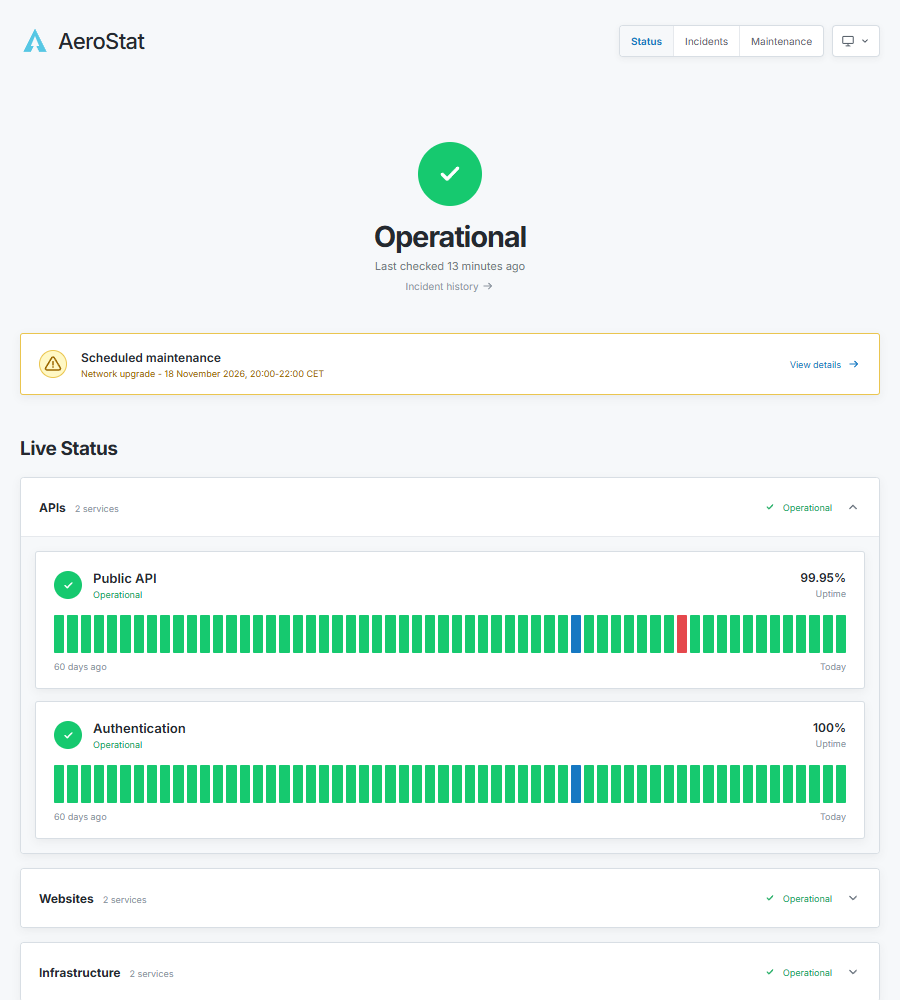 AeroStat
Status
Incidents
Maintenance
Operational
Last checked 13 minutes ago
Incident history →
Scheduled maintenance
Network upgrade - 18 November 2026, 20:00-22:00 CET
View details →
Live Status
APIs 2 services
Operational
Public API
Operational
99.95%
Uptime
60 days ago
Today
Authentication
Operational
100%
Uptime
60 days ago
Today
Websites 2 services
Operational
Infrastructure 2 services
Operational